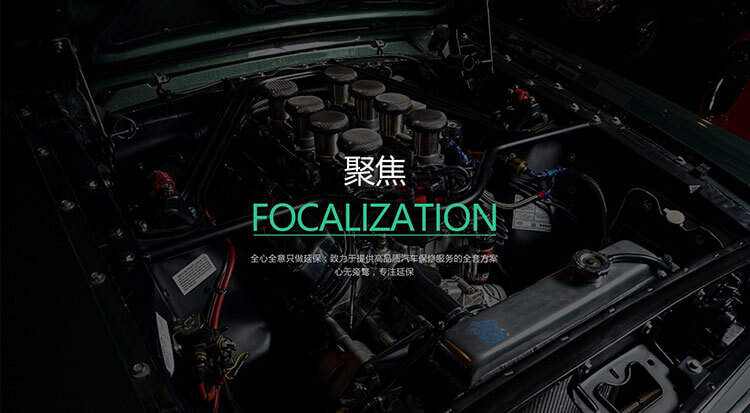 聚焦
FOCALIZATION
全心全意只做延保；致力于提供高品质汽车保修服务的全套方案
心无旁骛，专注延保